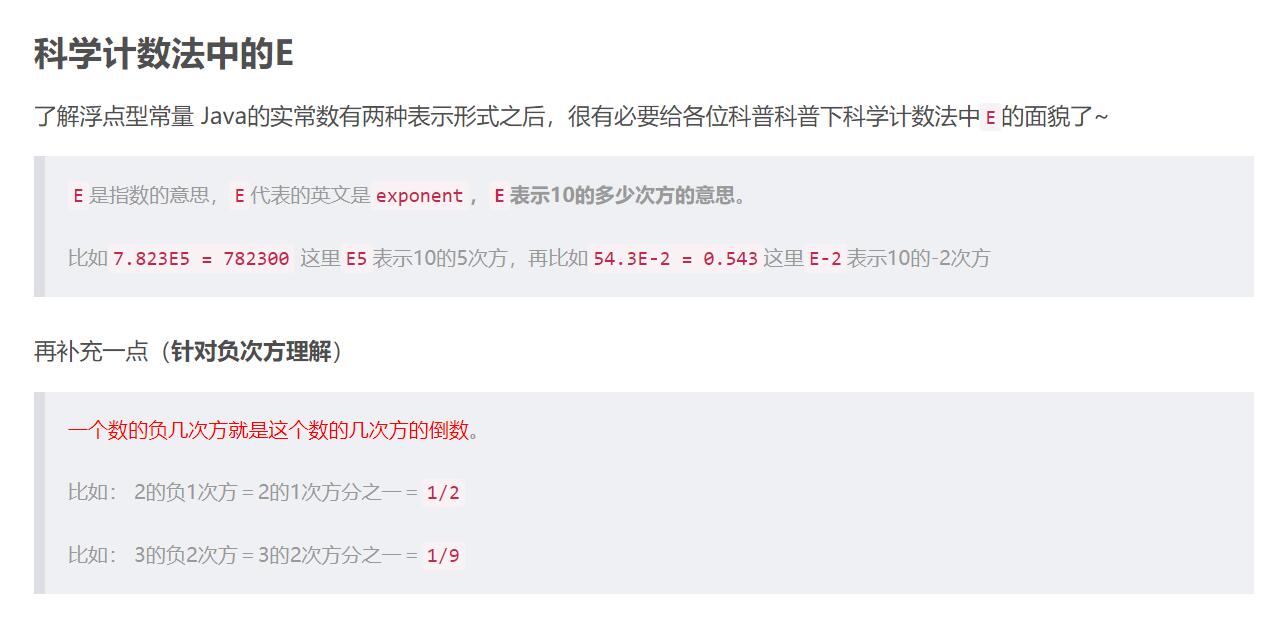 科学计数法中的E
了解浮点型常量 Java的实常数有两种表示形式之后，很有必要给各位科普科普下科学计数法中 E 的面貌了~
E 是指数的意思， E 代表的英文是 exponent ， E 表示10的多少次方的意思。
比如 7.823E5 = 782300 这里 E5 表示10的5次方，再比如 54.3E-2 = 0.543 这里 E-2 表示10的-2次方
再补充一点（针对负次方理解）
一个数的负几次方就是这个数的几次方的倒数。
比如： 2的负1次方＝2的1次方分之一＝ 1/2
比如： 3的负2次方＝3的2次方分之一＝ 1/9